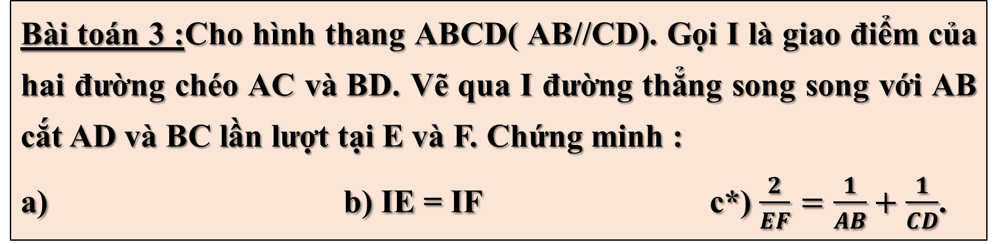 Bài toán 3 :Cho hình thang ABCD( AB//CD). Gọi I là giao điểm của
hai đường chéo AC và BD. Vẽ qua I đường thẳng song song với AB
cắt AD và BC lần lượt tại E và F. Chứng minh :
a) b) IE = IF c*) $\frac{2}{EF} = \frac{1}{AB} + \frac{1}{CD}$.